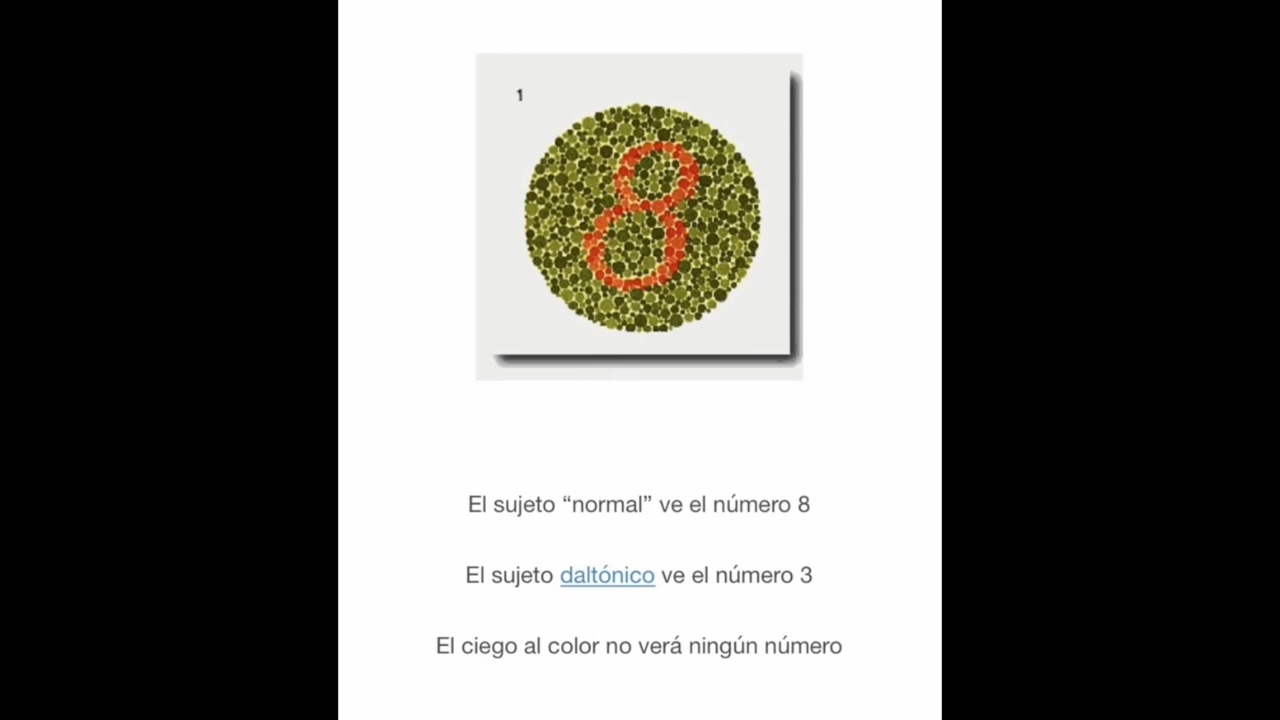 1
8
El sujeto “normal” ve el número 8
El sujeto daltónico ve el número 3
El ciego al color no verá ningún número